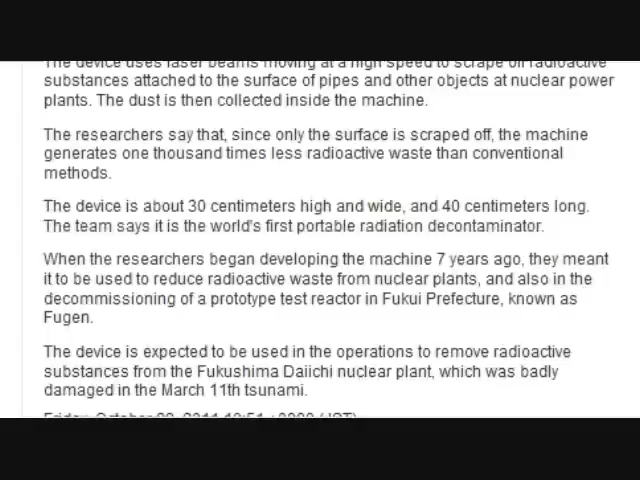 The device uses laser beams moving at a high speed to scrape off radioactive
substances attached to the surface of pipes and other objects at nuclear power
plants. The dust is then collected inside the machine.
The researchers say that, since only the surface is scraped off, the machine
generates one thousand times less radioactive waste than conventional
methods.
The device is about 30 centimeters high and wide, and 40 centimeters long.
The team says it is the world's first portable radiation decontaminator.
When the researchers began developing the machine 7 years ago, they meant
it to be used to reduce radioactive waste from nuclear plants, and also in the
decommissioning of a prototype test reactor in Fukui Prefecture, known as
Fugen.
The device is expected to be used in the operations to remove radioactive
substances from the Fukushima Daiichi nuclear plant, which was badly
damaged in the March 11th tsunami.
Friday, October